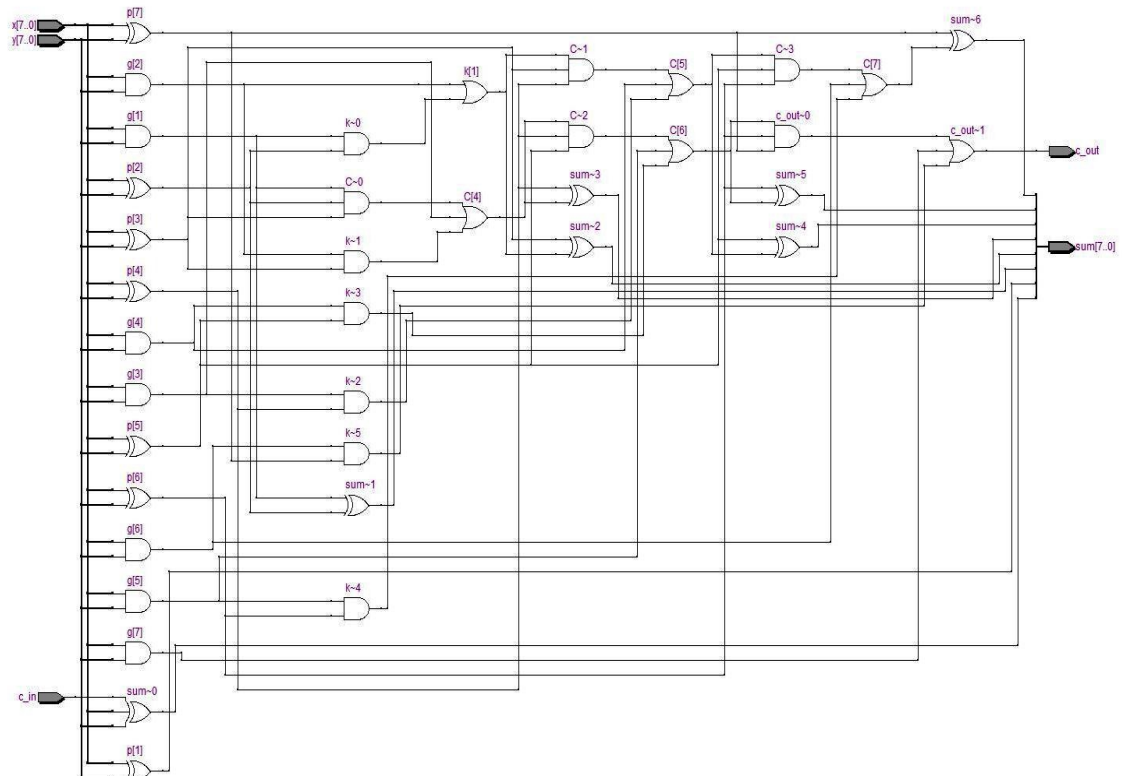 x[7..0]
y[7..0]
p[7]
g[2]
g[1]
p[2]
p[3]
p[4]
g[4]
g[3]
p[5]
p[6]
g[6]
g[5]
g[7]
c_in
sum~0
p[1]
k~0
C~0
k~1
k~3
k~2
k~5
sum~1
k~4
k[1]
C[4]
C~1
C~2
sum~3
sum~2
C[5]
C[6]
C~3
c_out~0
sum~5
sum~4
C[7]
sum~6
c_out~1
c_out
sum[7..0]